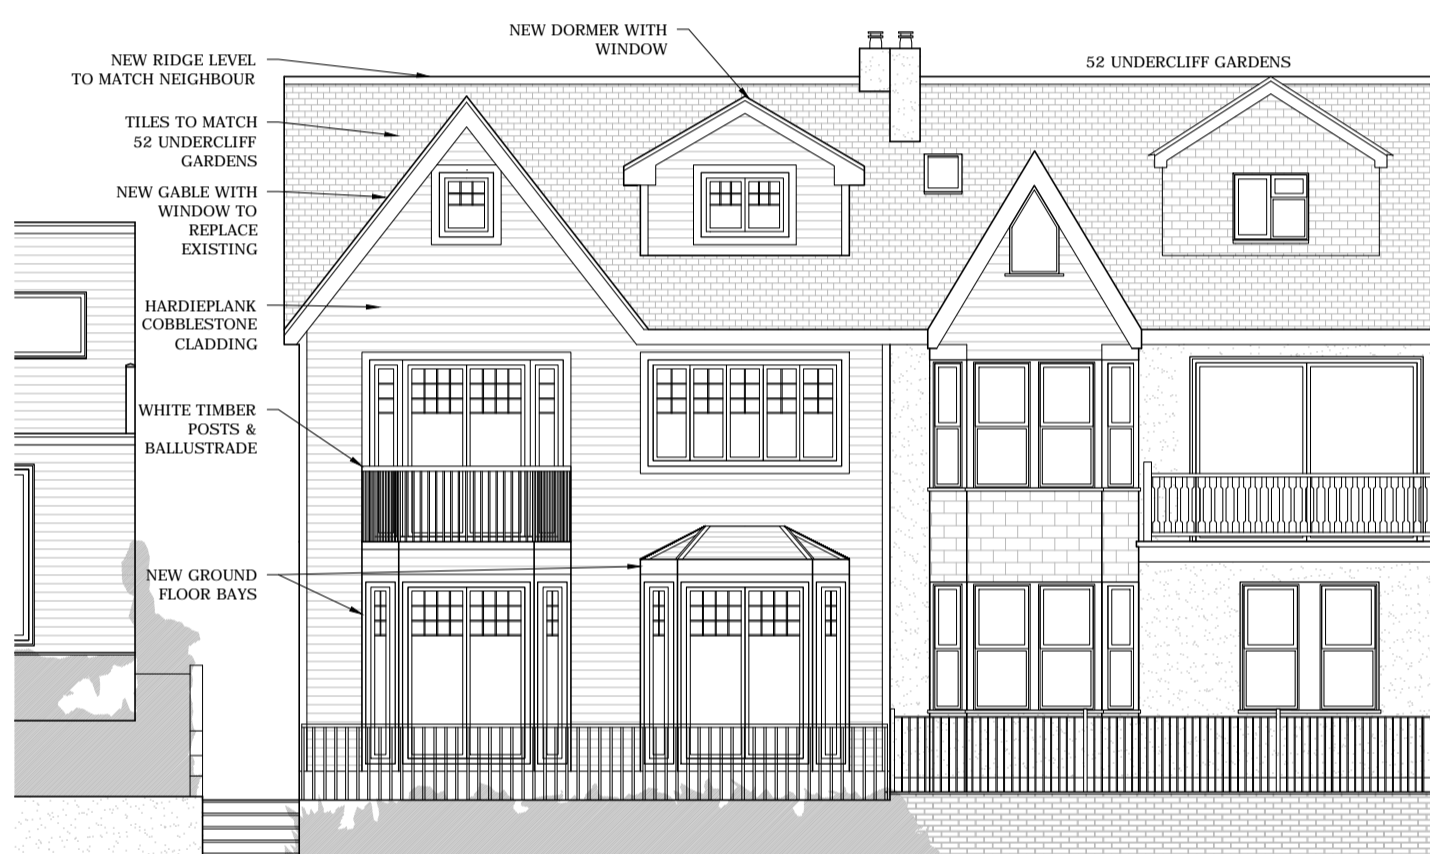 NEW DORMER WITH
WINDOW
NEW RIDGE LEVEL
TO MATCH NEIGHBOUR
52 UNDERCLIFF GARDENS
TILES TO MATCH
52 UNDERCLIFF
GARDENS
NEW GABLE WITH
WINDOW TO
REPLACE
EXISTING
HARDIEPLANK
COBBLESTONE
CLADDING
WHITE TIMBER
POSTS &
BALLUSTRADE
NEW GROUND
FLOOR BAYS